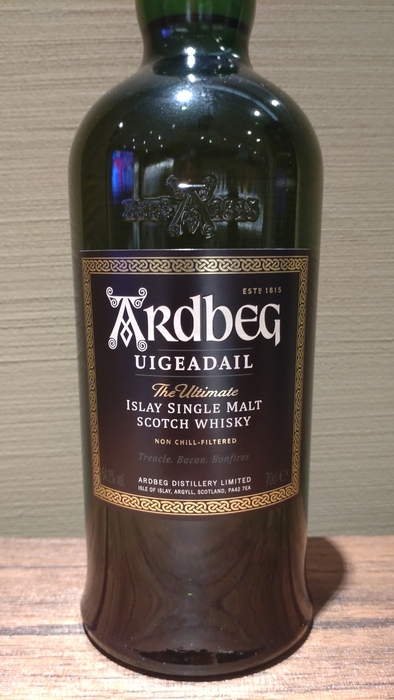 ESTD 1815
ARDBEG
UIGEADAIL
The Ultimate
ISLAY SINGLE MALT
SCOTCH WHISKY
NON CHILL-FILTERED
Treacle. Bacon. Bonfires.
ARDBEG DISTILLERY LIMITED
ISLE OF ISLAY, ARGYLL, SCOTLAND, PA42 7EA